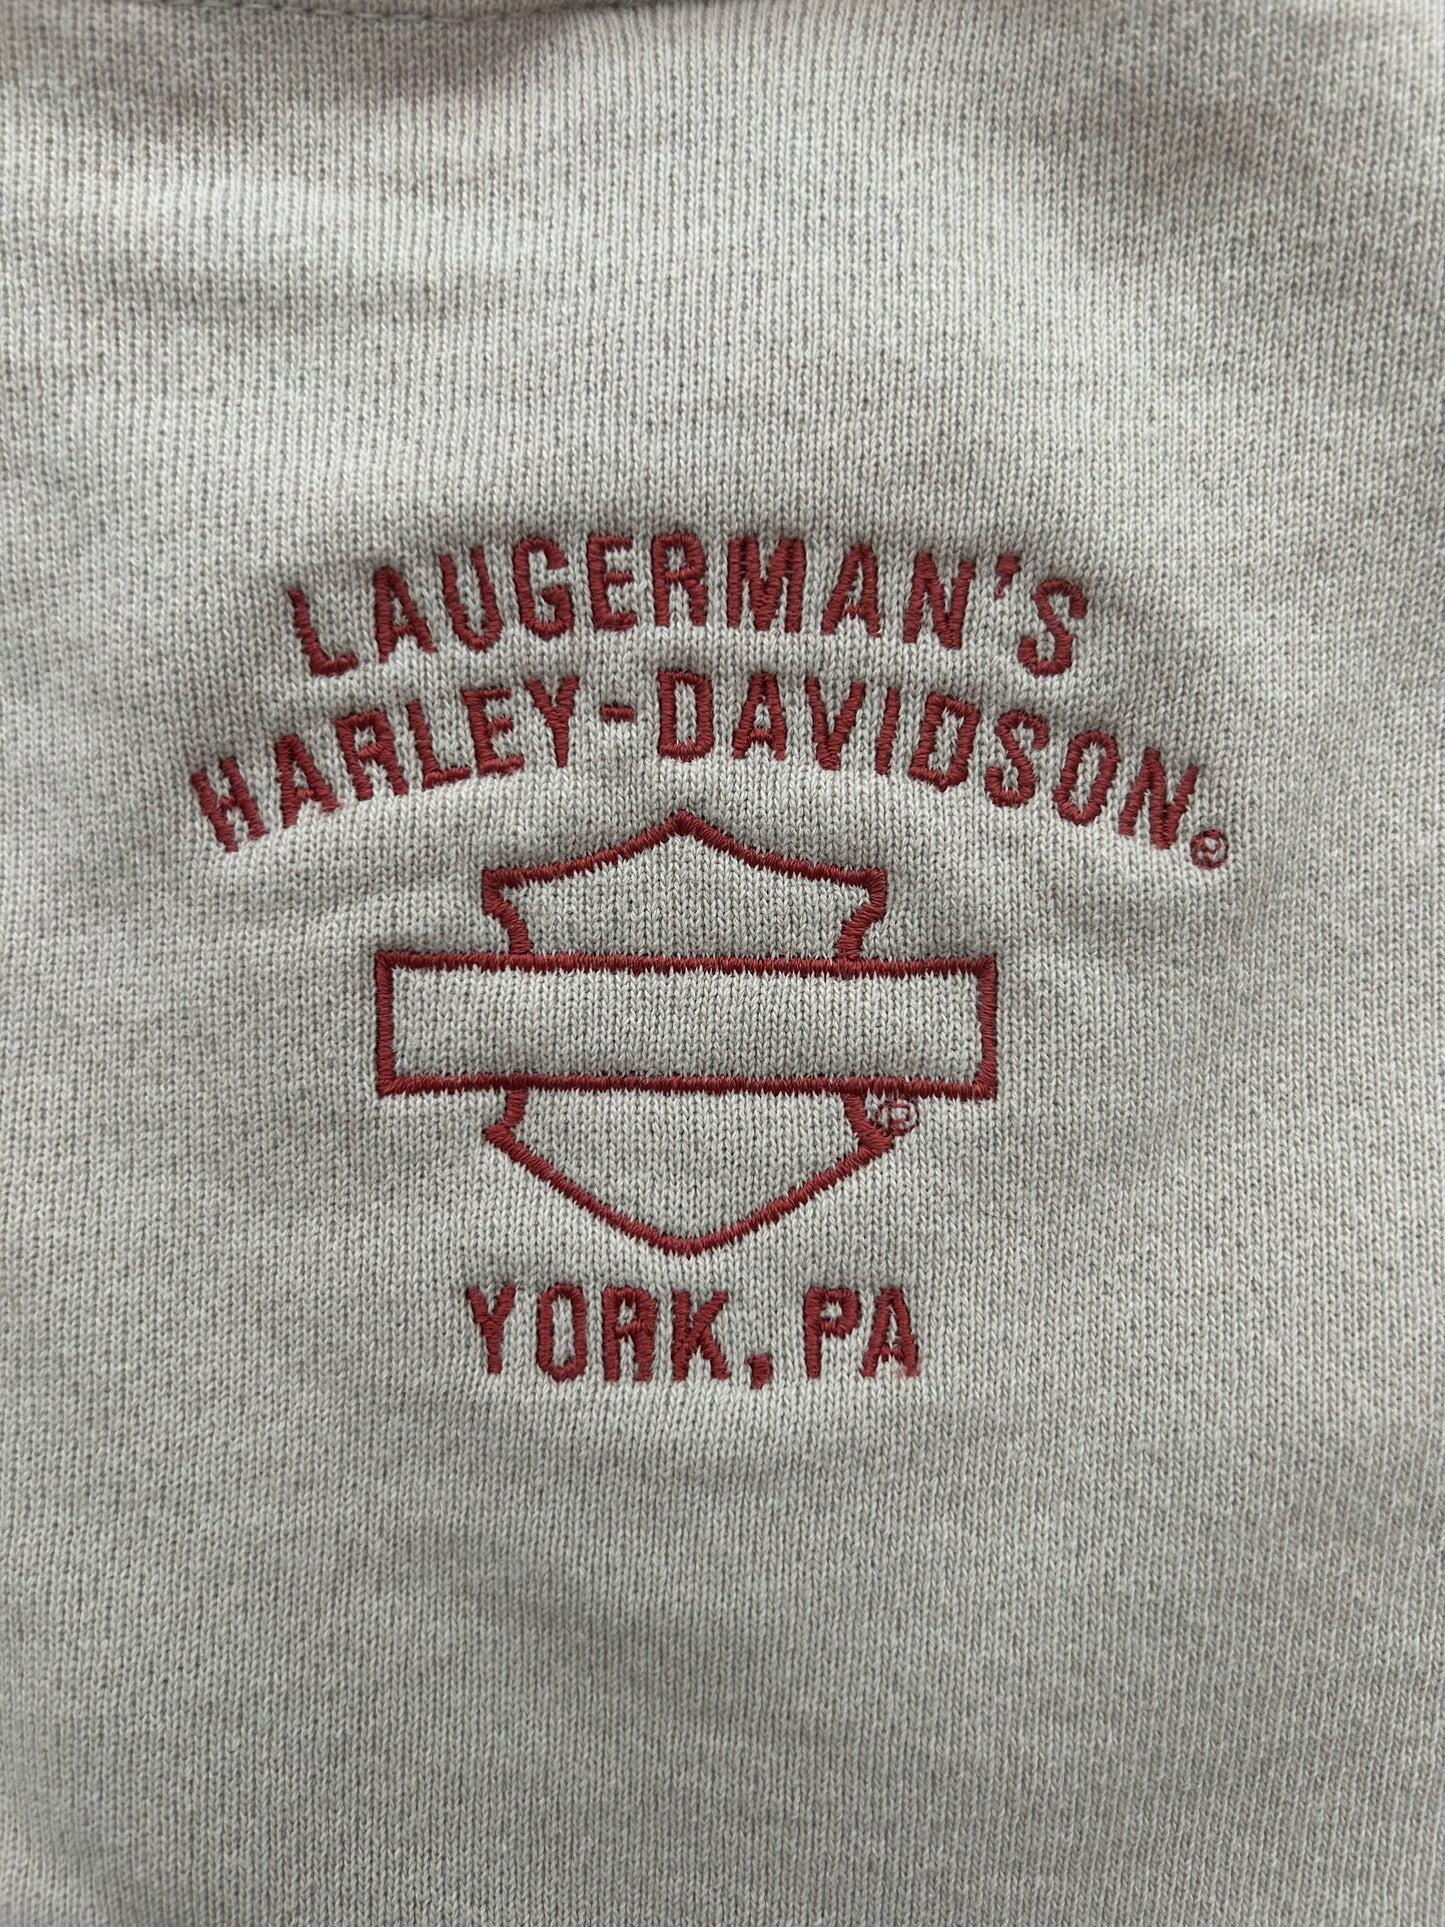 LAUGERMAN'S
HARLEY-DAVIDSON®
®
YORK, PA